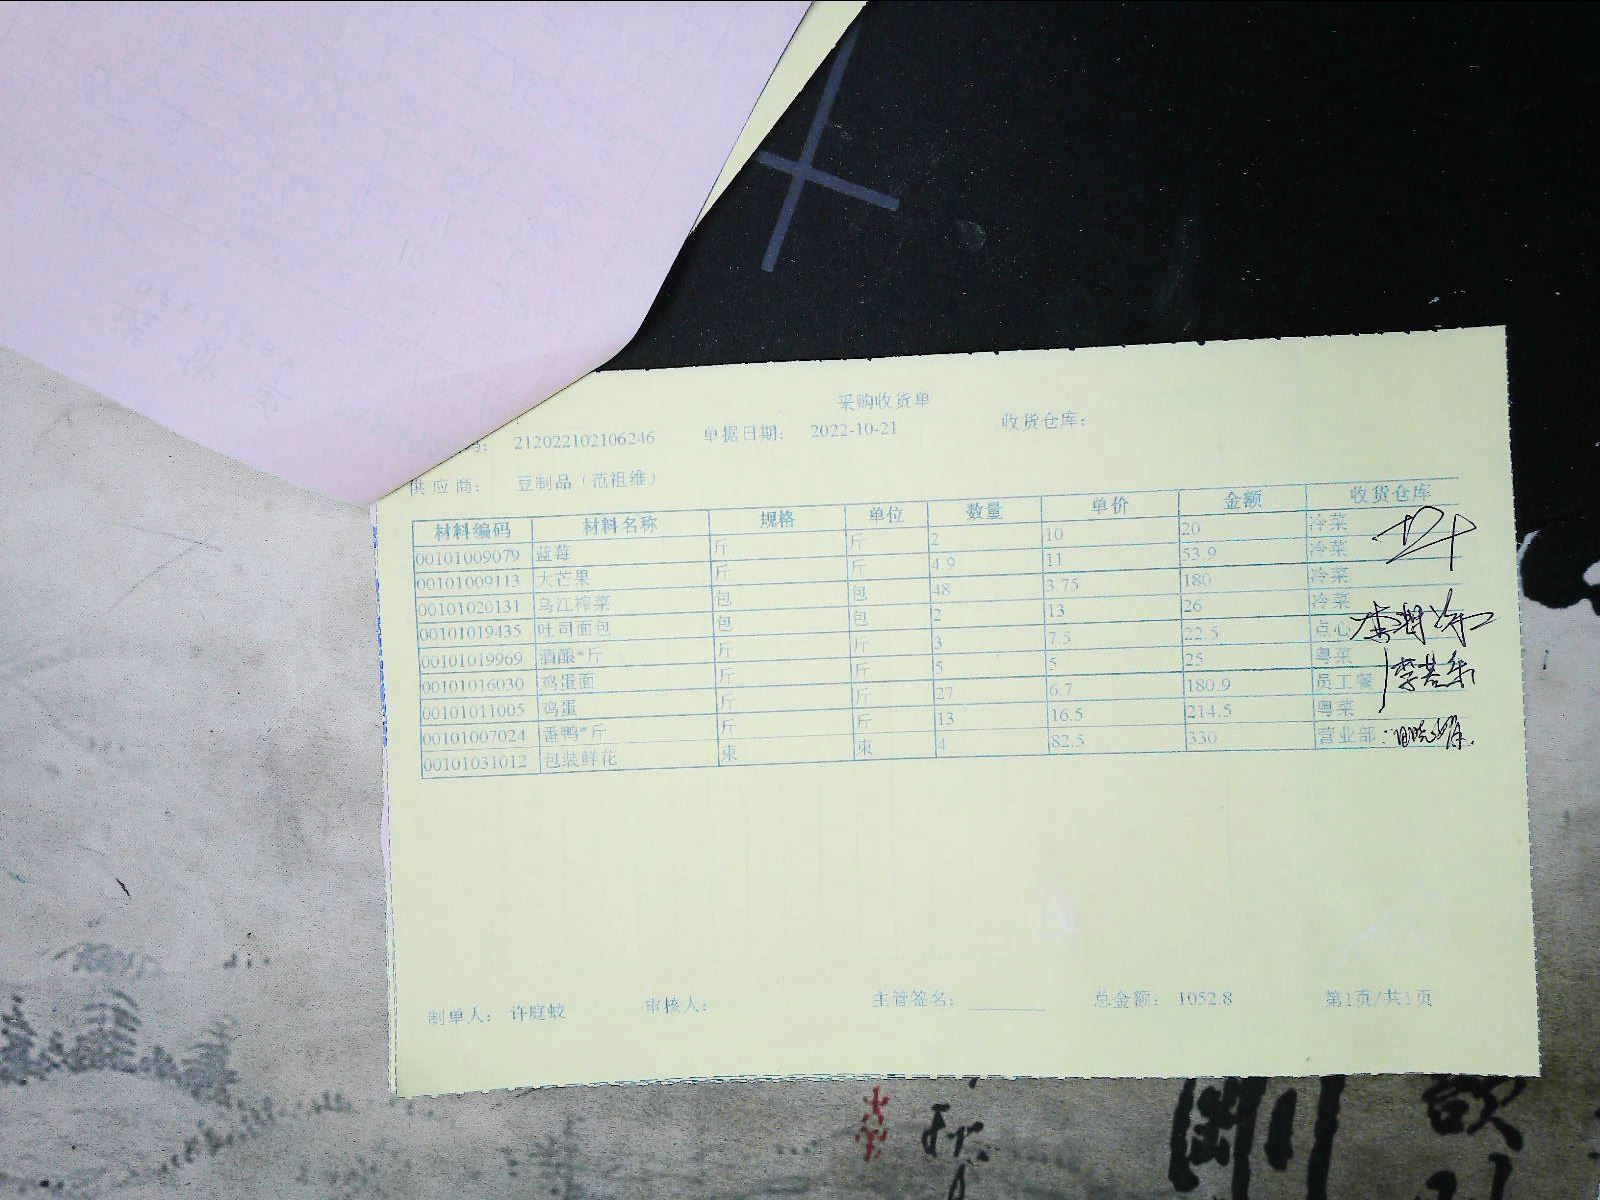 采购收货单
码： 212022102106246 单据日期： 2022-10-21 收货仓库：
供应商： 豆制品（范祖维）
材料编码 材料名称 规格 单位 数量 单价 金额 收货仓库
00101009079 蓝莓 斤 斤 2 10 20 冷菜
00101009113 大芒果 斤 斤 4.9 11 53.9 冷菜
00101020131 乌江榨菜 包 包 48 3.75 180 冷菜
00101019435 吐司面包 包 包 2 13 26 冷菜
00101019969 酒酿*斤 斤 斤 3 7.5 22.5 点心
00101016030 鸡蛋面 斤 斤 5 5 25 粤菜
00101011005 鸡蛋 斤 斤 27 6.7 180.9 员工餐
00101007024 番鸭*斤 斤 斤 13 16.5 214.5 粤菜
00101031012 包装鲜花 束 束 4 82.5 330 营业部
制单人： 许庭蛟 审核人： 主管签名： 总金额： 1052.8 第1页/共1页